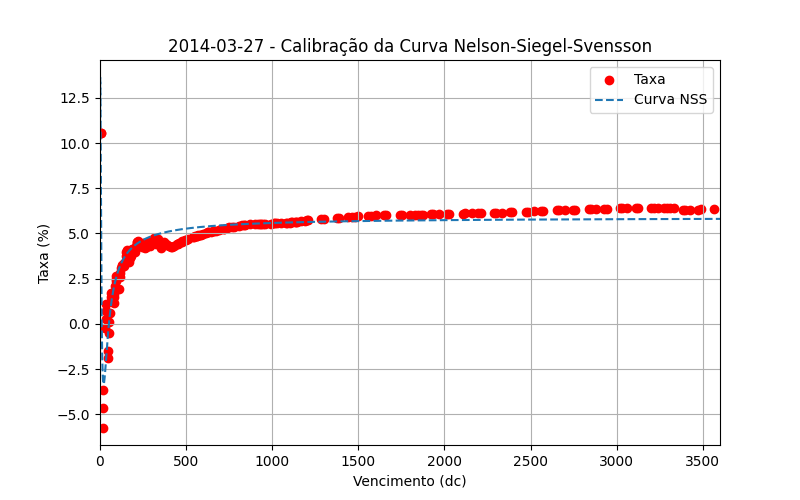 2014-03-27 - Calibração da Curva Nelson-Siegel-Svensson
Taxa
Curva NSS
12.5
10.0
7.5
5.0
2.5
0.0
−2.5
−5.0
Taxa (%)
0 500 1000 1500 2000 2500 3000 3500
Vencimento (dc)